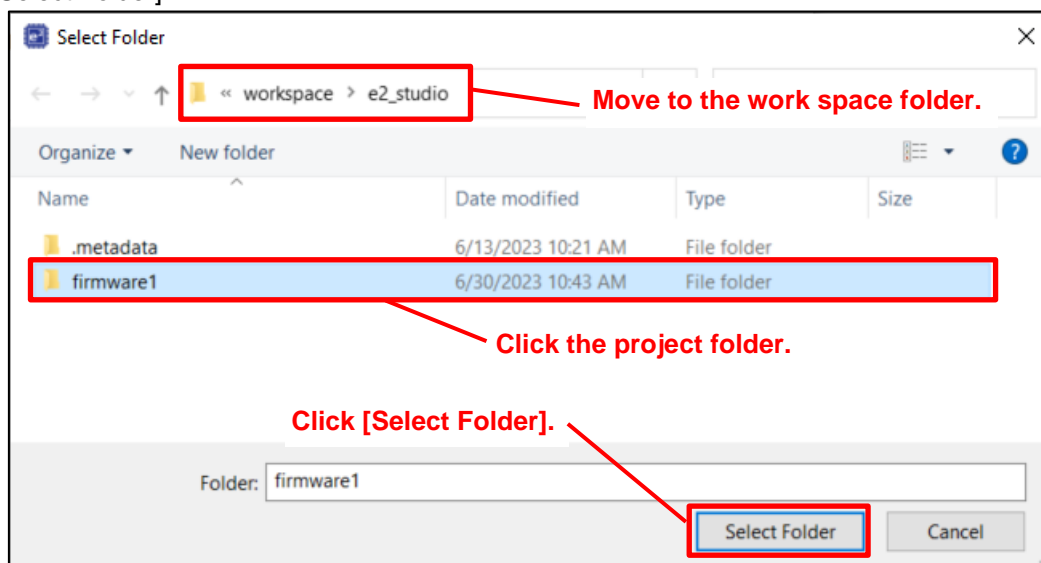 Select Folder]
Select Folder
« workspace > e2_studio
Move to the work space folder.
Organize New folder
?
Name Date modified Type Size
.metadata 6/13/2023 10:21 AM File folder
firmware1 6/30/2023 10:43 AM File folder
Click the project folder.
Click [Select Folder].
Folder: firmware1
Select Folder Cancel